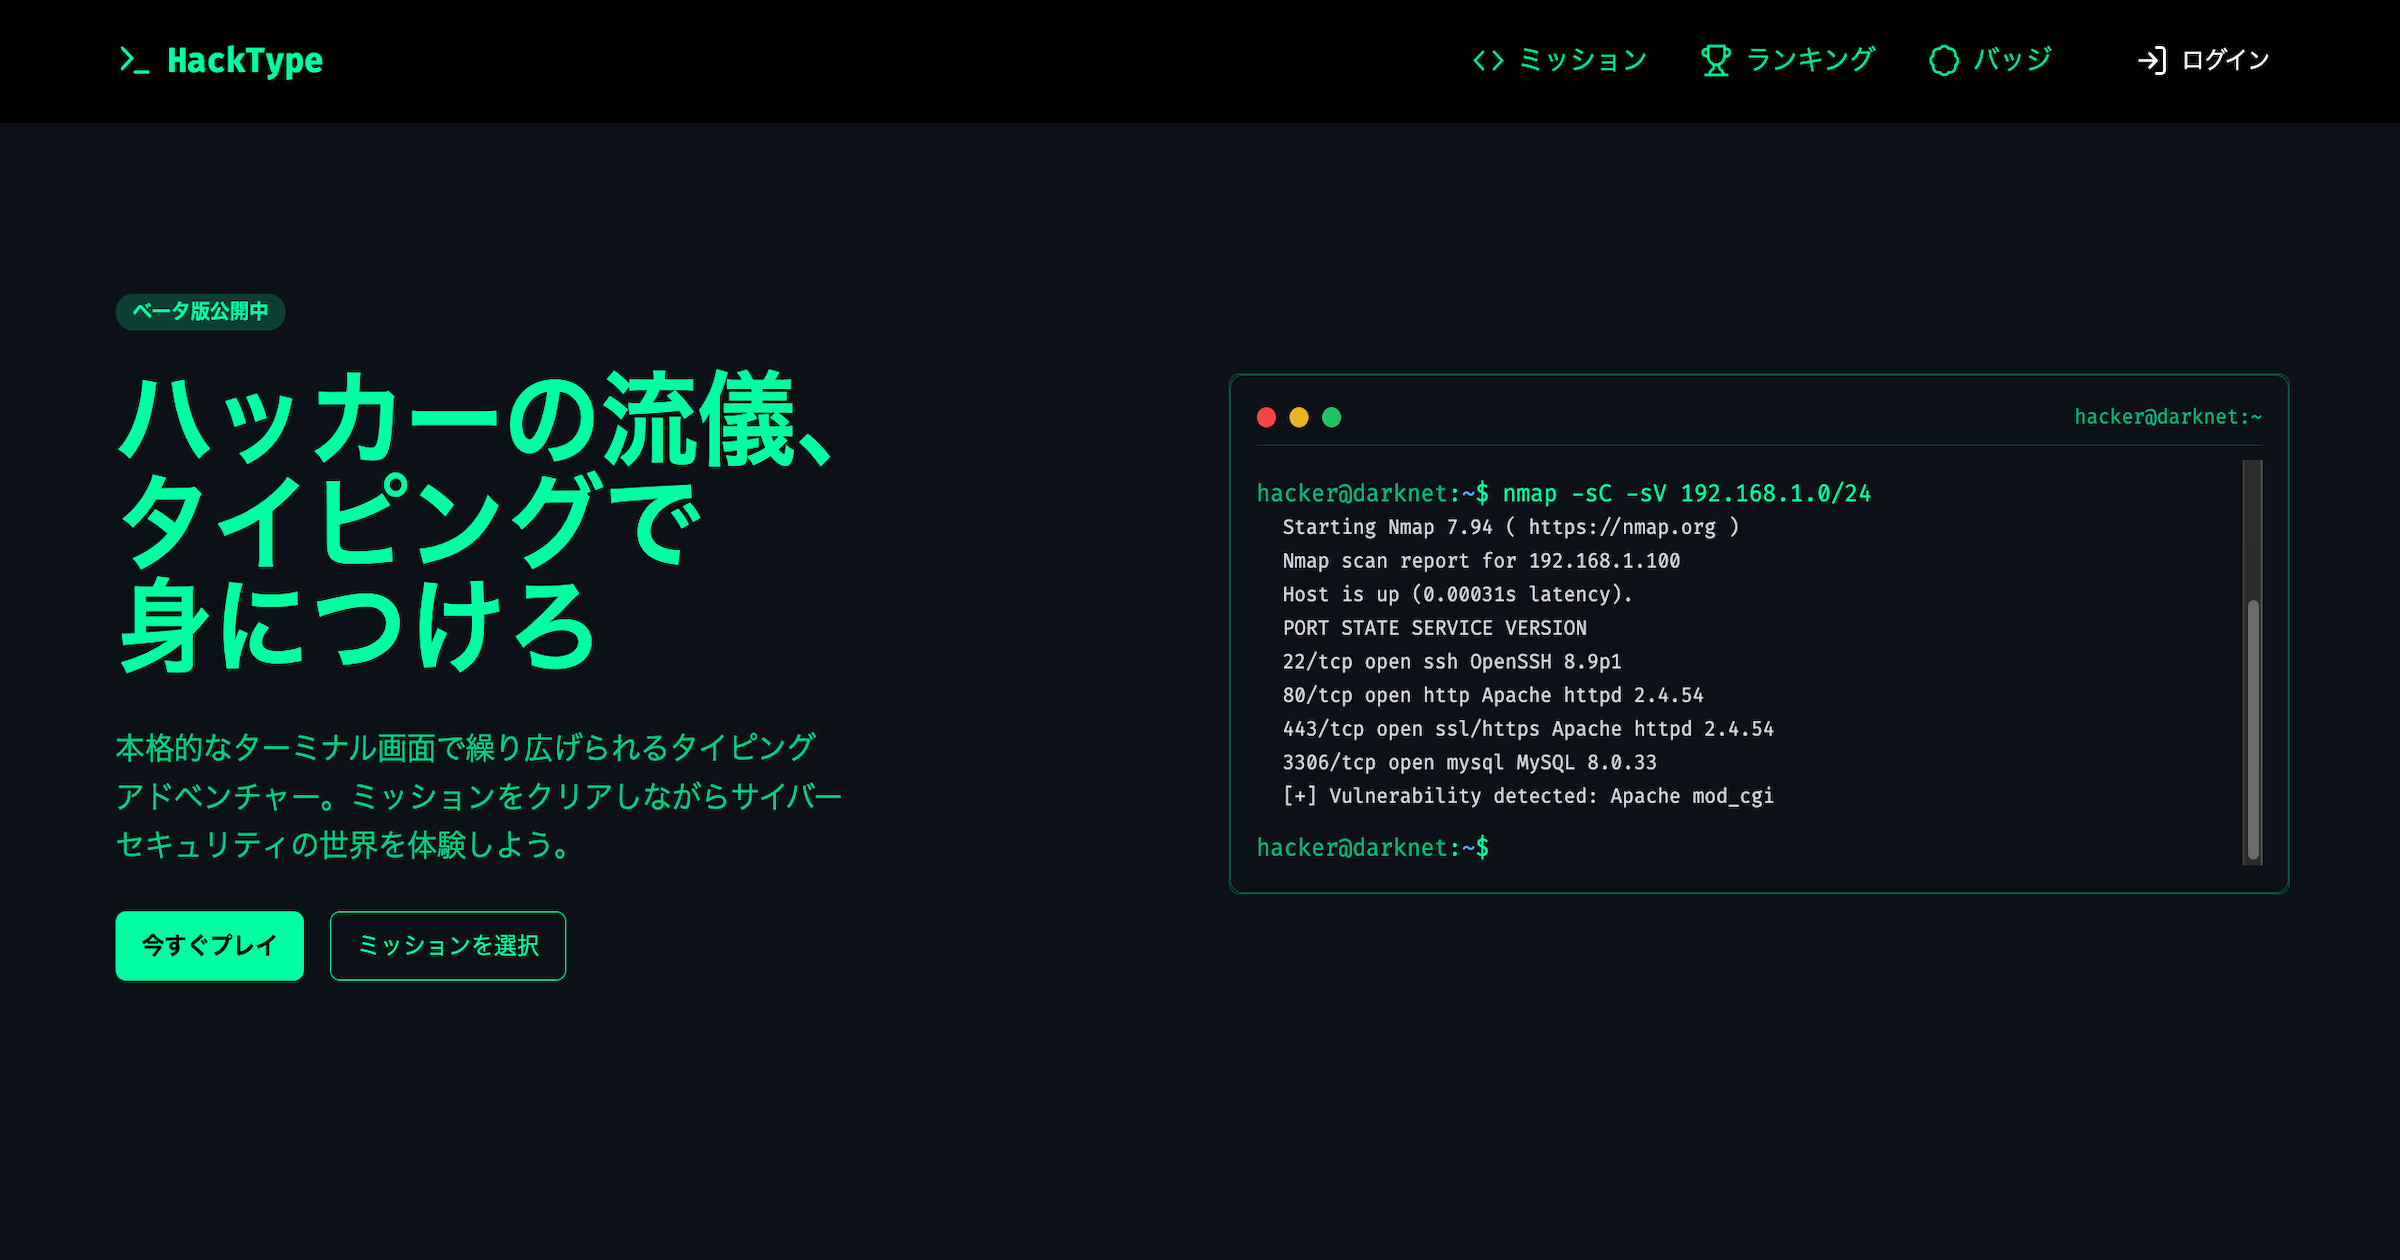 >_ HackType
ミッション
ランキング
バッジ
ログイン
ベータ版公開中
ハッカーの流儀、
タイピングで
身につけろ
本格的なターミナル画面で繰り広げられるタイピング
アドベンチャー。ミッションをクリアしながらサイバー
セキュリティの世界を体験しよう。
今すぐプレイ
ミッションを選択
hacker@darknet:~
hacker@darknet:~$ nmap -sC -sV 192.168.1.0/24
Starting Nmap 7.94 ( https://nmap.org )
Nmap scan report for 192.168.1.100
Host is up (0.00031s latency).
PORT STATE SERVICE VERSION
22/tcp open ssh OpenSSH 8.9p1
80/tcp open http Apache httpd 2.4.54
443/tcp open ssl/https Apache httpd 2.4.54
3306/tcp open mysql MySQL 8.0.33
[+] Vulnerability detected: Apache mod_cgi
hacker@darknet:~$